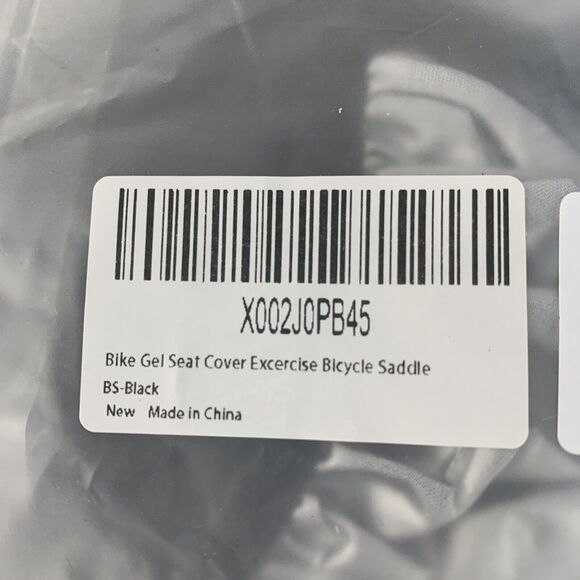 X002J0PB45
Bike Gel Seat Cover Excercise Bicycle Saddle
BS-Black
New Made in China